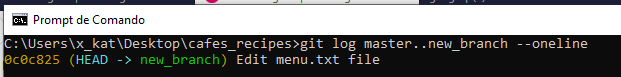 Prompt de Comando
C:\Users\x_kat\Desktop\cafes_recipes>git log master..new_branch --oneline
0c0c825 (HEAD -> new_branch) Edit menu.txt file